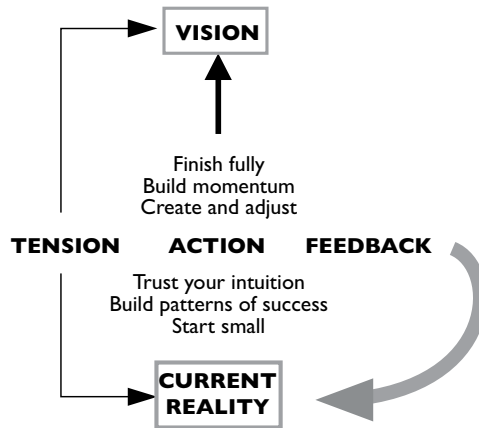 VISION
Finish fully
Build momentum
Create and adjust
TENSION ACTION FEEDBACK
Trust your intuition
Build patterns of success
Start small
CURRENT
REALITY